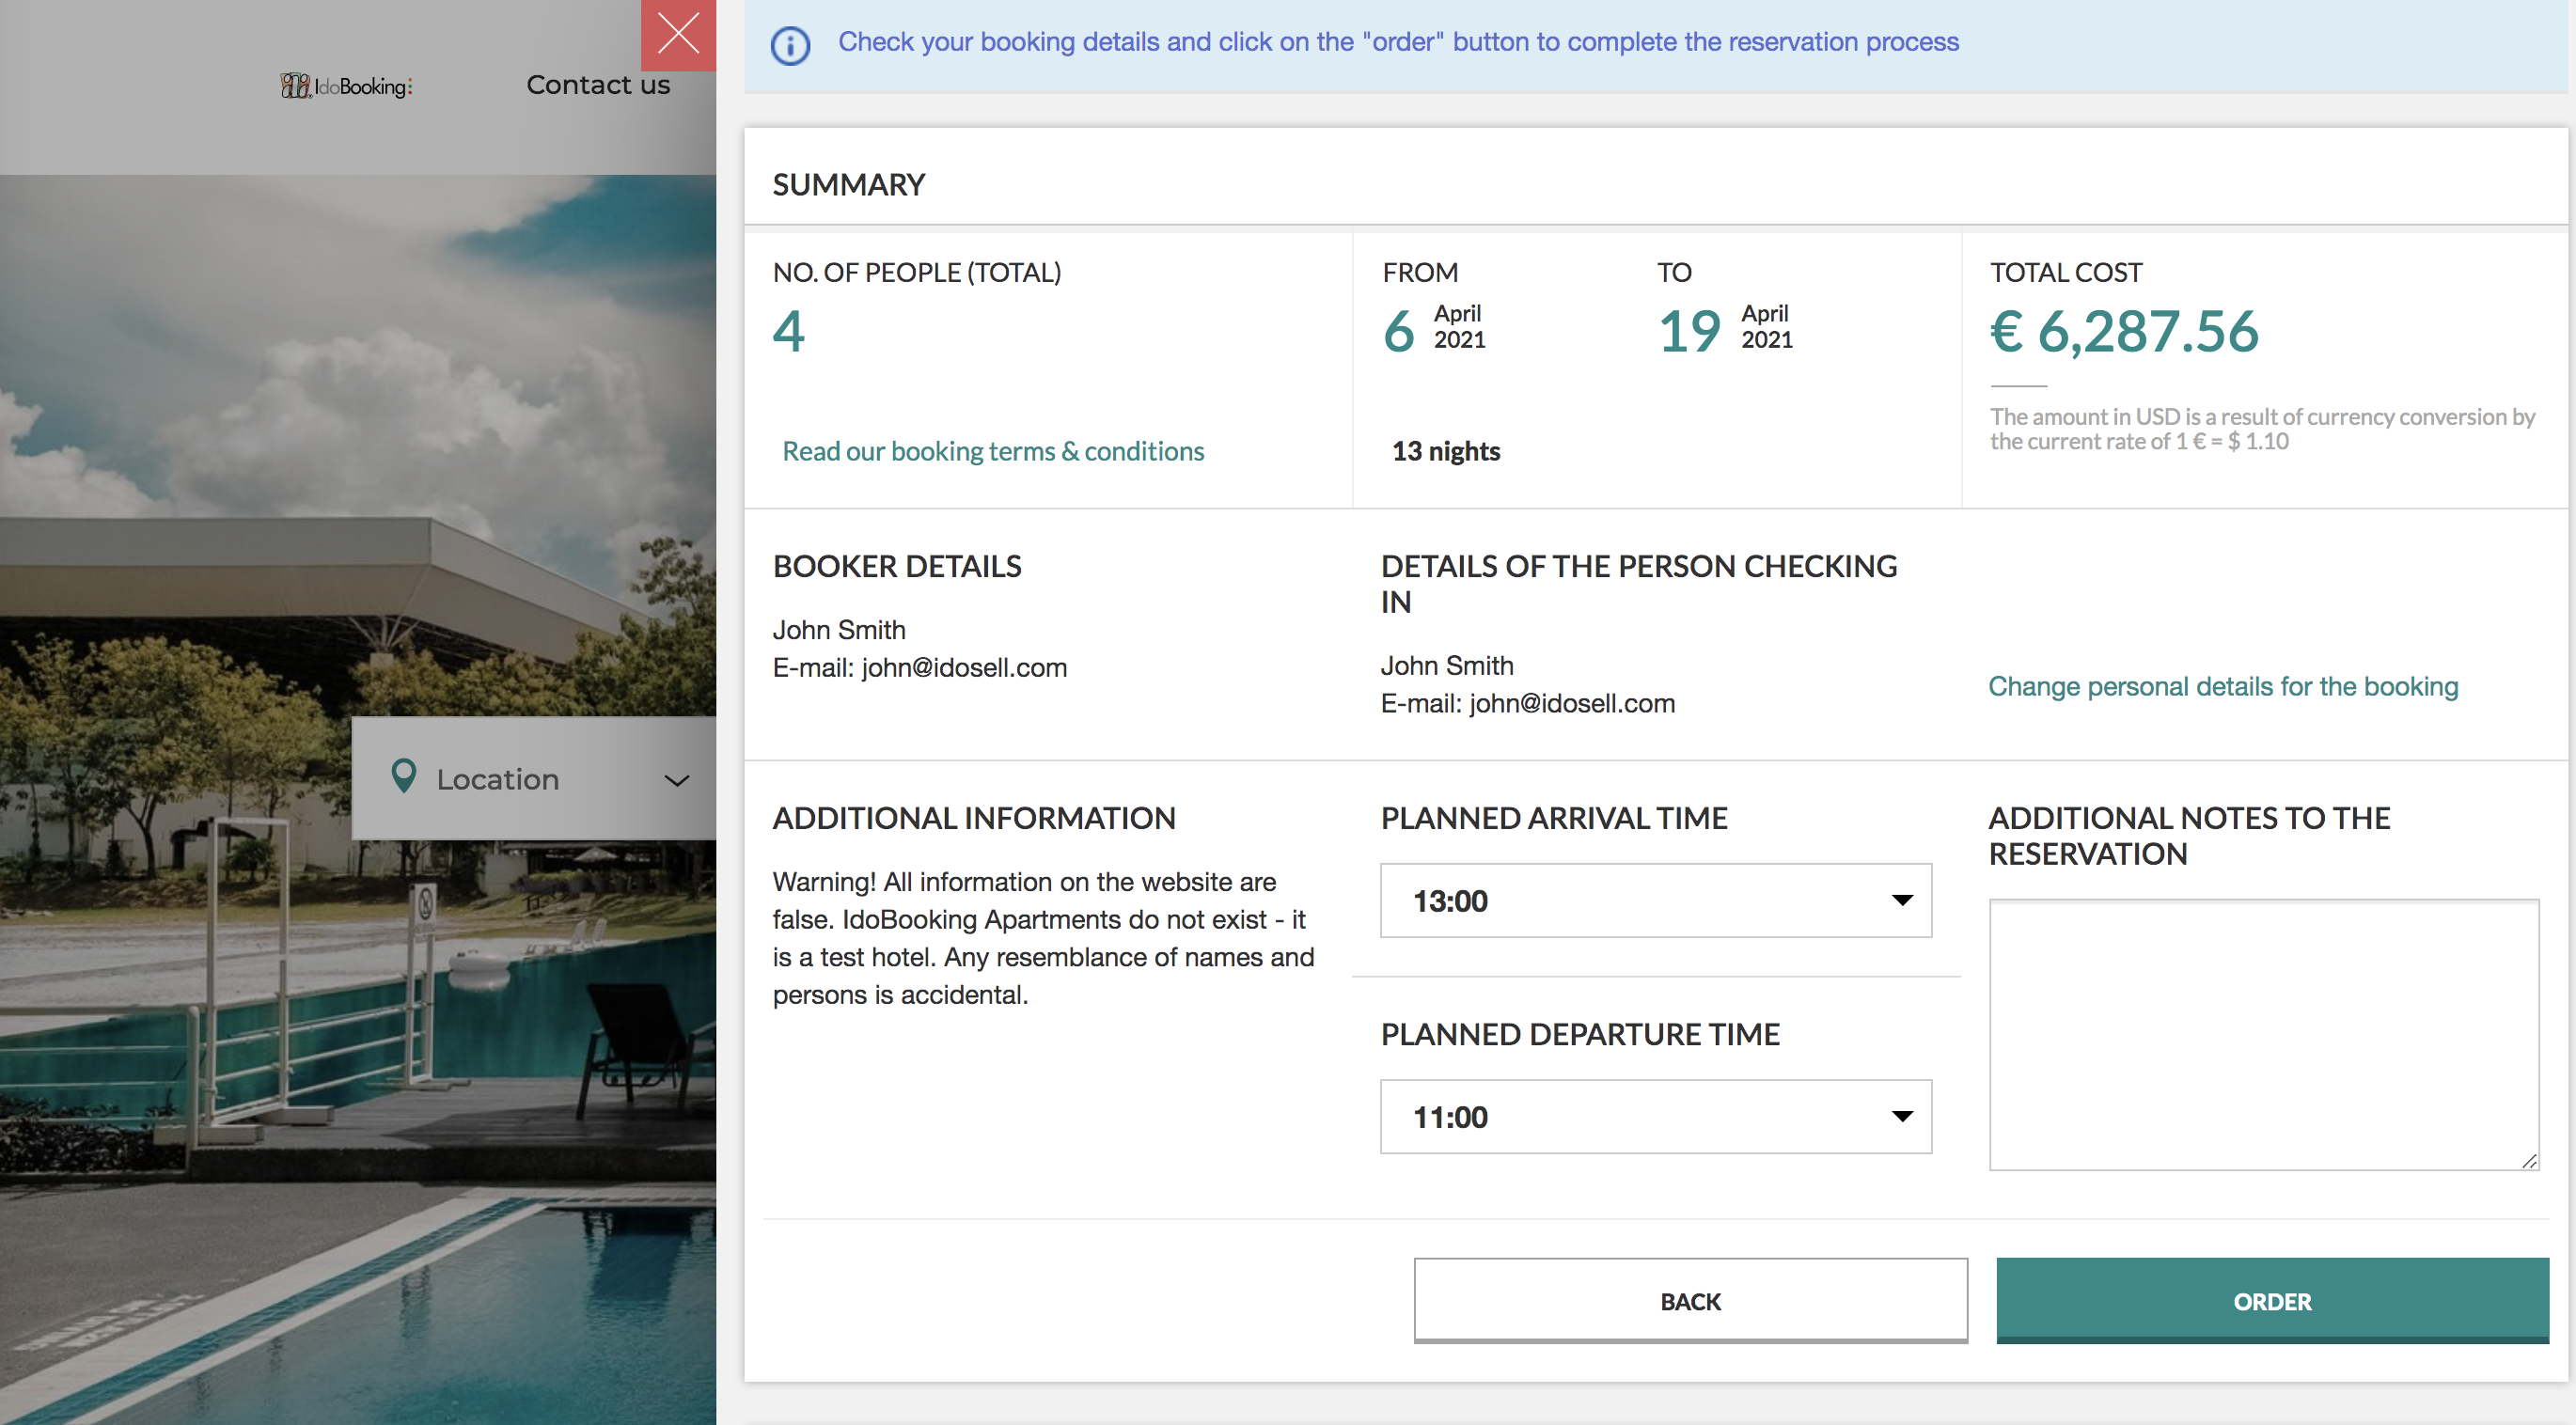 IdoBooking
Contact us
Location
Check your booking details and click on the "order" button to complete the reservation process
SUMMARY
NO. OF PEOPLE (TOTAL)
4
Read our booking terms & conditions
FROM
6 April 2021
TO
19 April 2021
13 nights
TOTAL COST
€ 6,287.56
The amount in USD is a result of currency conversion by
the current rate of 1 € = $ 1.10
BOOKER DETAILS
John Smith
E-mail: john@idosell.com
DETAILS OF THE PERSON CHECKING
IN
John Smith
E-mail: john@idosell.com
Change personal details for the booking
ADDITIONAL INFORMATION
Warning! All information on the website are
false. IdoBooking Apartments do not exist - it
is a test hotel. Any resemblance of names and
persons is accidental.
PLANNED ARRIVAL TIME
13:00
PLANNED DEPARTURE TIME
11:00
ADDITIONAL NOTES TO THE
RESERVATION
BACK
ORDER